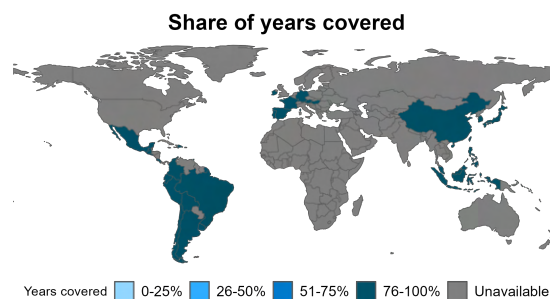 Share of years covered
Years covered 0-25% 26-50% 51-75% 76-100% Unavailable